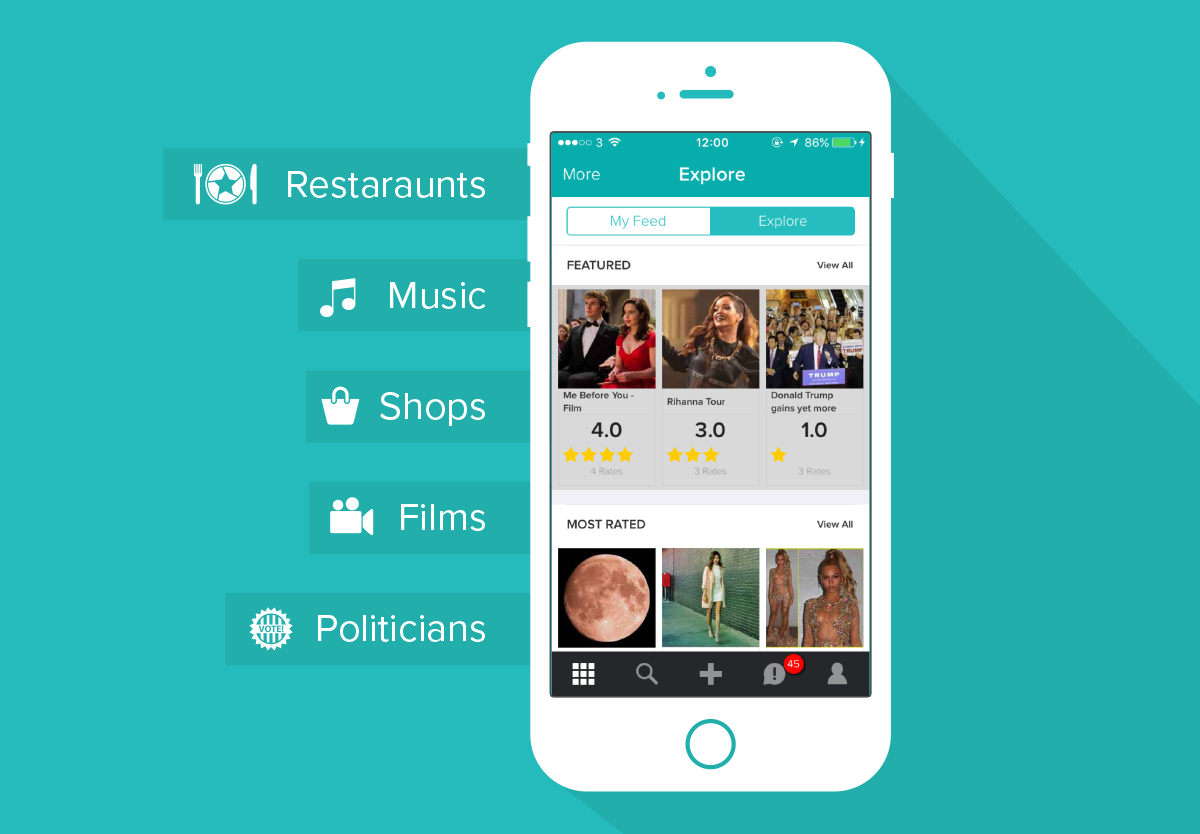 Restaraunts
Music
Shops
Films
VOTE!
Politicians
3 12:00 86%
More Explore
My Feed Explore
FEATURED View All
TRUMP
TRUMP
Me Before You -
Film
Rihanna Tour
Donald Trump
gains yet more
4.0 3.0 1.0
4 Rates 3 Rates 3 Rates
MOST RATED View All
45